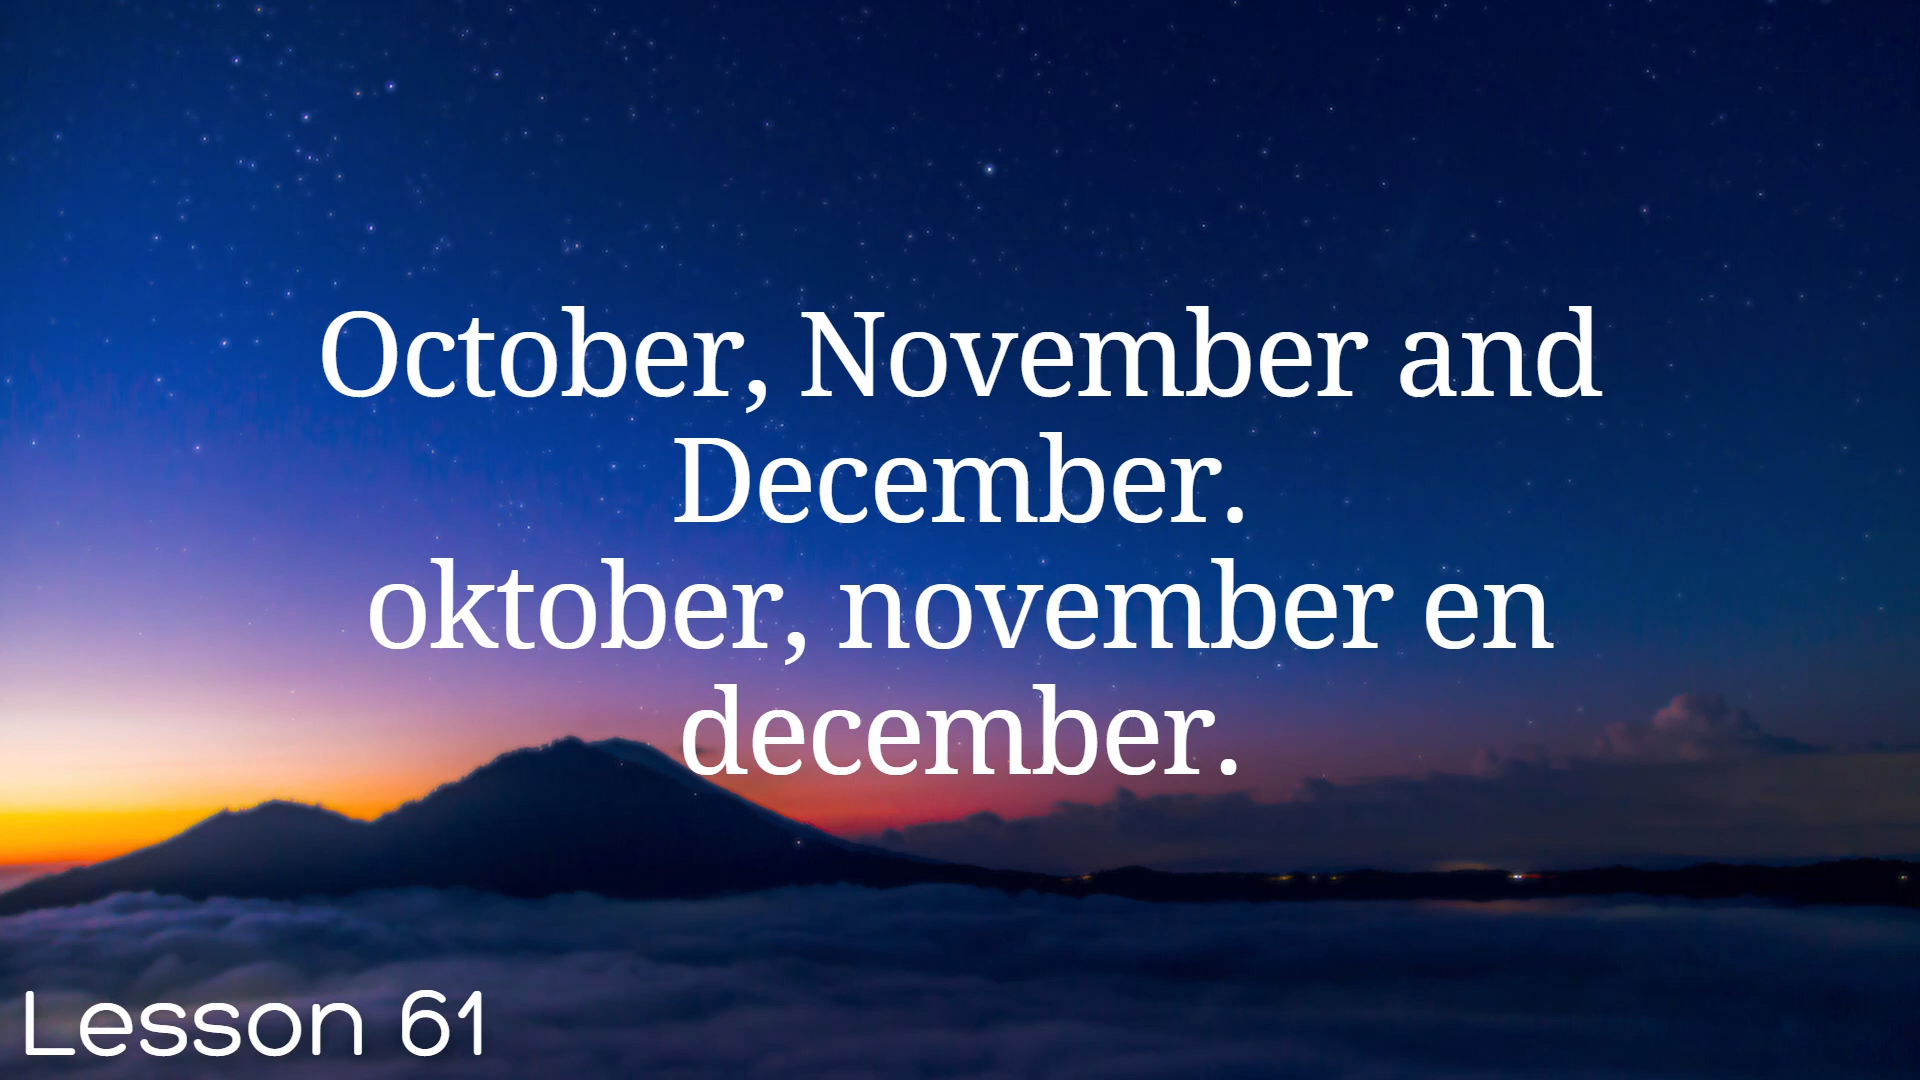 October, November and
December.
oktober, november en
december.
Lesson 61